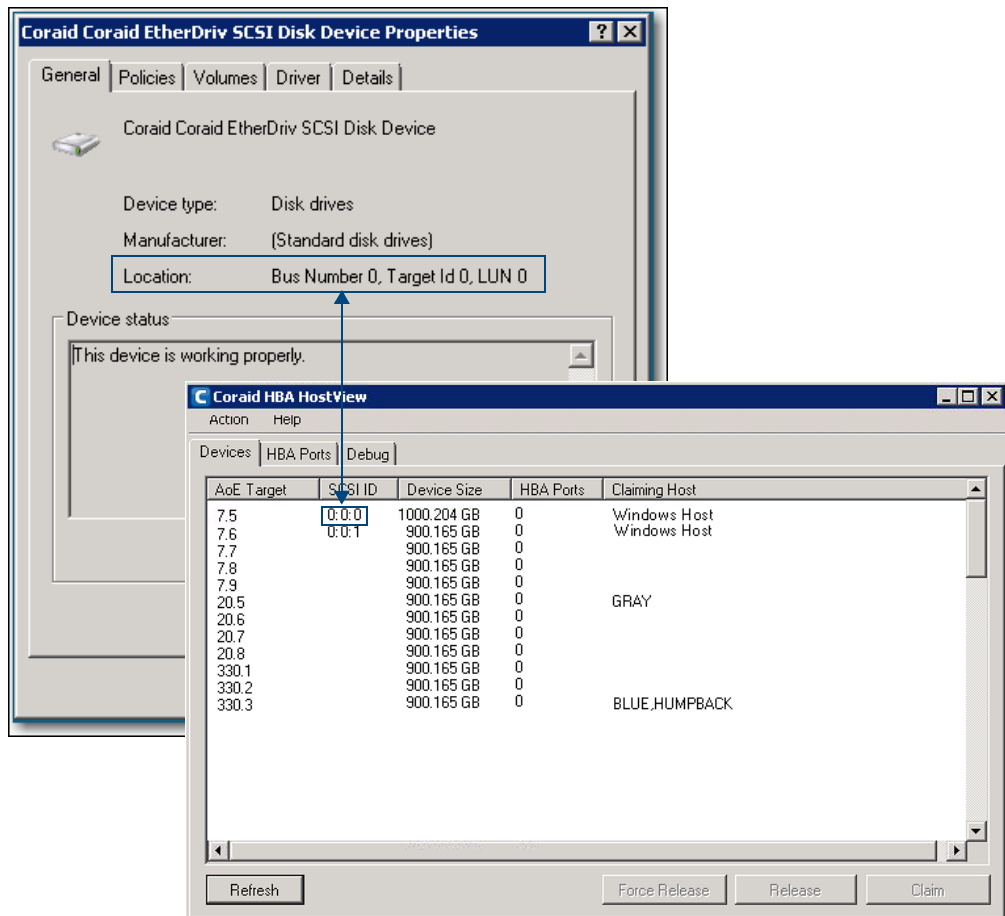 Coraid Coraid EtherDriv SCSI Disk Device Properties
General Policies Volumes Driver Details
Coraid Coraid EtherDriv SCSI Disk Device
Device type: Disk drives
Manufacturer: (Standard disk drives)
Location: Bus Number 0, Target Id 0, LUN 0
Device status
This device is working properly.
Coraid HBA HostView
Action Help
Devices HBA Ports Debug
AoE Target SCSI ID Device Size HBA Ports Claiming Host
7.5 0:0:0 1000.204 GB 0 Windows Host
7.6 0:0:1 900.165 GB 0 Windows Host
7.7 900.165 GB 0
7.8 900.165 GB 0
7.9 900.165 GB 0
20.5 900.165 GB 0 GRAY
20.6 900.165 GB 0
20.7 900.165 GB 0
20.8 900.165 GB 0
330.1 900.165 GB 0
330.2 900.165 GB 0
330.3 900.165 GB 0 BLUE,HUMPBACK
Refresh Force Release Release Claim